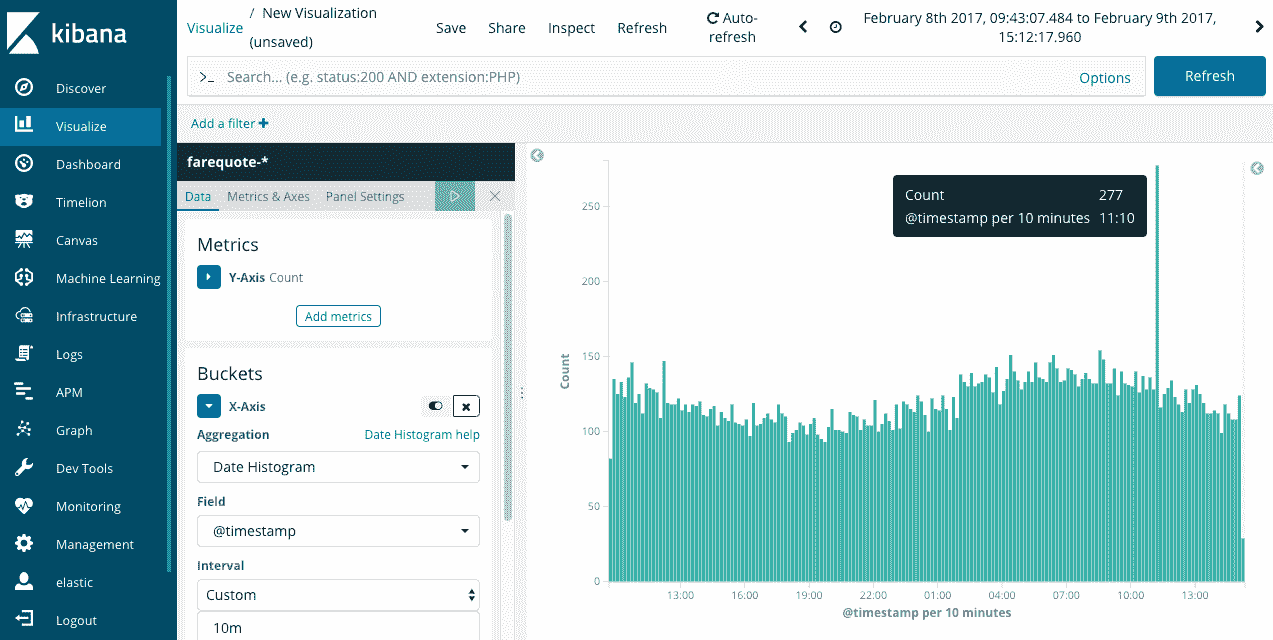 kibana
Discover
Visualize
Dashboard
Timelion
Canvas
Machine Learning
Infrastructure
Logs
APM
Graph
Dev Tools
Monitoring
Management
elastic
Logout
Visualize / New Visualization
(unsaved)
Save Share Inspect Refresh
Auto-
refresh
February 8th 2017, 09:43:07.484 to February 9th 2017,
15:12:17.960
>_ Search... (e.g. status:200 AND extension:PHP)
Options
Refresh
Add a filter +
farequote-*
Data Metrics & Axes Panel Settings
Metrics
Y-Axis Count
Add metrics
Buckets
X-Axis
Aggregation Date Histogram help
Date Histogram
Field
@timestamp
Interval
Custom
10m
Count 277
@timestamp per 10 minutes 11:10
250
200
150
100
50
0
Count
13:00 16:00 19:00 22:00 01:00 04:00 07:00 10:00 13:00
@timestamp per 10 minutes